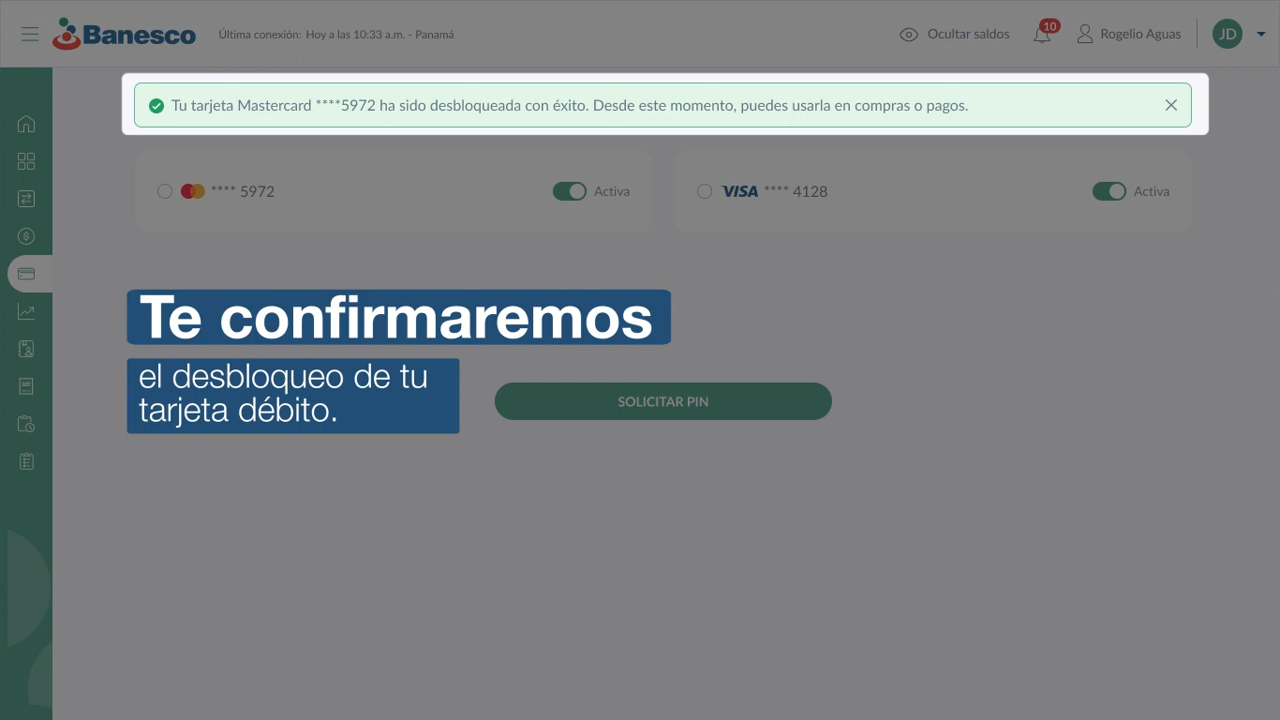 Banesco
Última conexión: Hoy a las 10:33 a.m. - Panamá
Ocultar saldos
10
Rogelio Aguas
JD
Tu tarjeta Mastercard ****5972 ha sido desbloqueada con éxito. Desde este momento, puedes usarla en compras o pagos.
**** 5972
Activa
VISA **** 4128
Activa
Te confirmaremos
el desbloqueo de tu
tarjeta débito.
SOLICITAR PIN